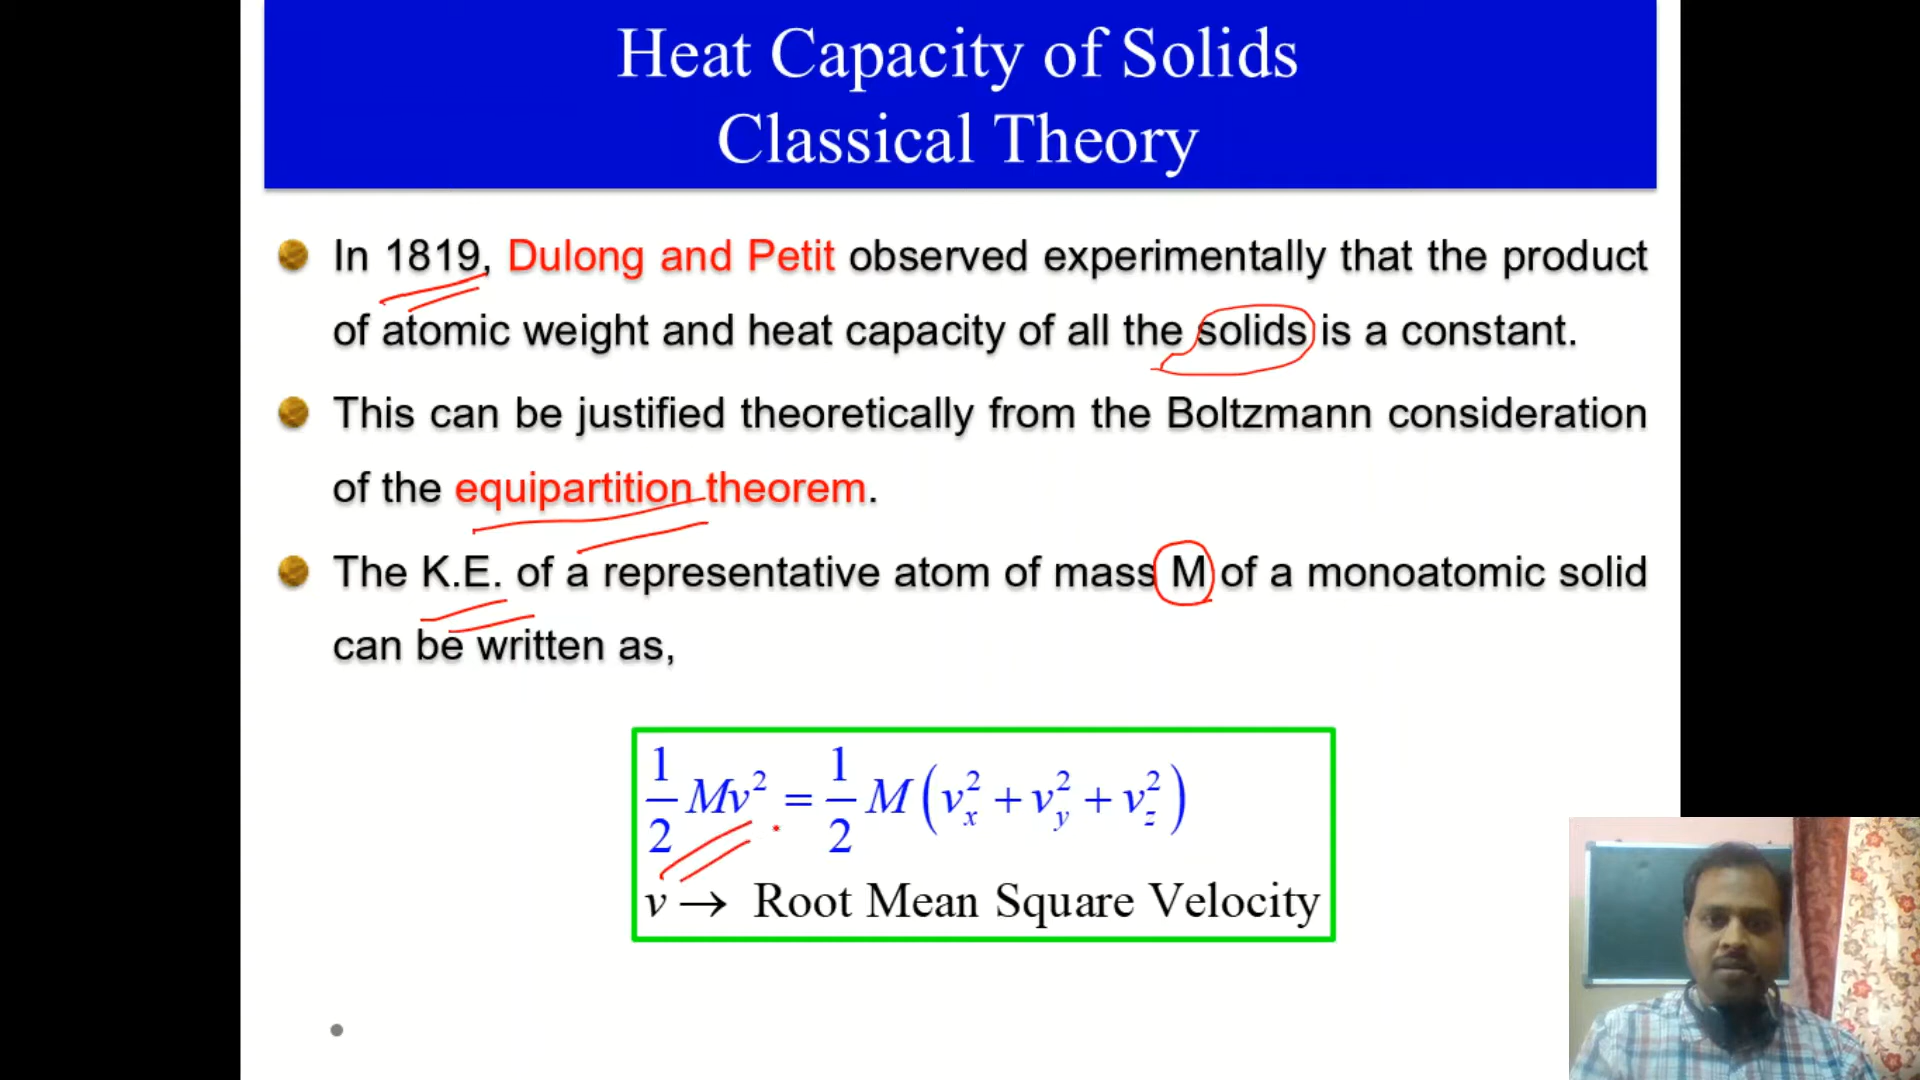 Heat Capacity of Solids
Classical Theory
In 1819, Dulong and Petit observed experimentally that the product
of atomic weight and heat capacity of all the solids is a constant.
This can be justified theoretically from the Boltzmann consideration
of the equipartition theorem.
The K.E. of a representative atom of mass M of a monoatomic solid
can be written as,
1/2 Mv² = 1/2 M (vₓ² + v_y² + v_z²)
v → Root Mean Square Velocity